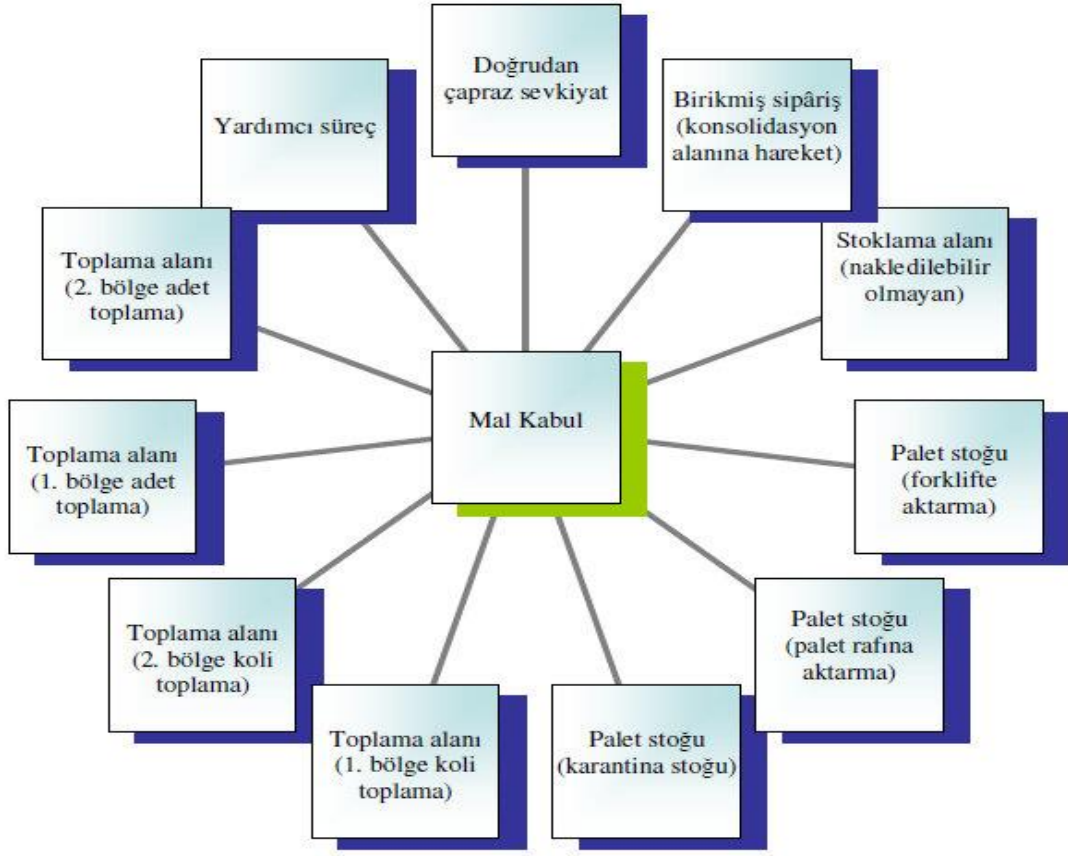 Doğrudan
çapraz sevkiyat
Birikmiş sipâriş
(konsolidasyon
alanına hareket)
Stoklama alanı
(nakledilebilir
olmayan)
Palet stoğu
(forklifte
aktarma)
Palet stoğu
(palet rafına
aktarma)
Palet stoğu
(karantina stoğu)
Toplama alanı
(1. bölge koli
toplama)
Toplama alanı
(2. bölge koli
toplama)
Toplama alanı
(1. bölge adet
toplama)
Toplama alanı
(2. bölge adet
toplama)
Yardımcı süreç
Mal Kabul